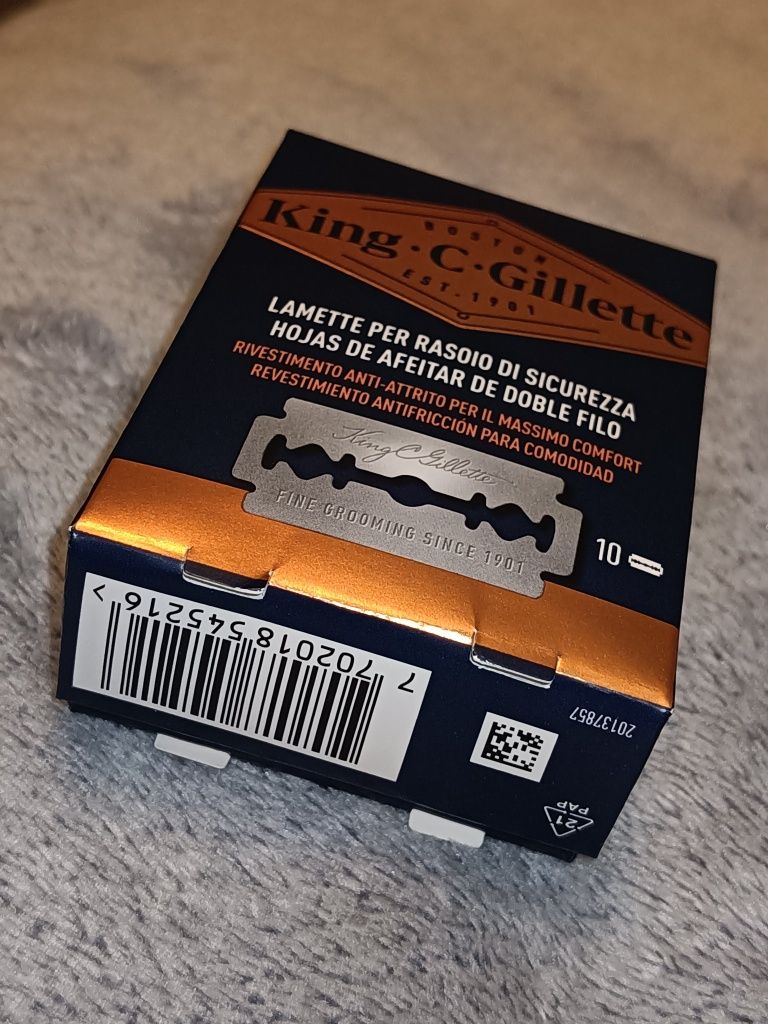 BOSTON
King·C·Gillette
EST.1901
LAMETTE PER RASOIO DI SICUREZZA
HOJAS DE AFEITAR DE DOBLE FILO
RIVESTIMENTO ANTI-ATTRITO PER IL MASSIMO COMFORT
REVESTIMIENTO ANTIFRICCIÓN PARA COMODIDAD
King C Gillette
FINE GROOMING SINCE 1901
10
7 702018 545216 >
20137857
21
PAP